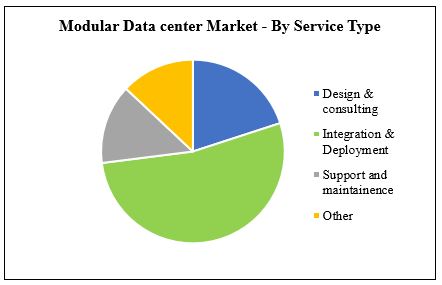 Modular Data center Market - By Service Type
Design &
consulting
Integration &
Deployment
Support and
maintainence
Other